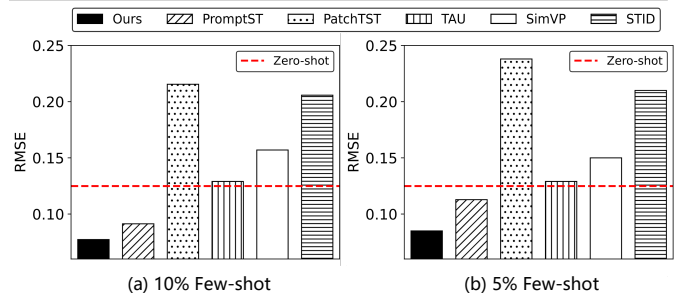 Ours PromptST PatchTST TAU SimVP STID
0.25
0.20
0.15
0.10
RMSE
Zero-shot
(a) 10% Few-shot
0.25
0.20
0.15
0.10
RMSE
Zero-shot
(b) 5% Few-shot